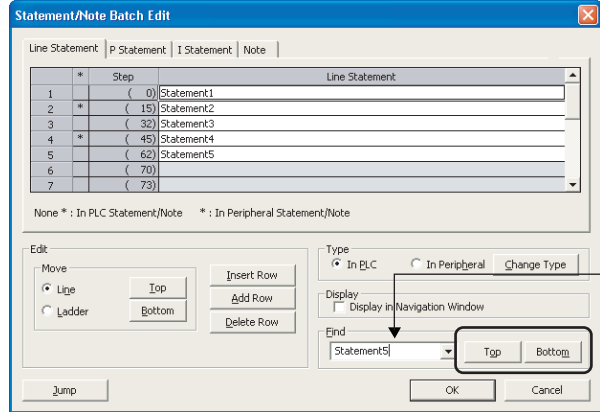 Statement/Note Batch Edit
Line Statement P Statement I Statement Note
* Step Line Statement
1 ( 0) Statement1
2 * ( 15) Statement2
3 ( 32) Statement3
4 * ( 45) Statement4
5 ( 62) Statement5
6 ( 70)
7 ( 73)
None * : In PLC Statement/Note * : In Peripheral Statement/Note
Edit
Move
Line Top
Ladder Bottom
Insert Row
Add Row
Delete Row
Type
In PLC In Peripheral Change Type
Display
Display in Navigation Window
Find
Statement5 Top Bottom
Jump OK Cancel